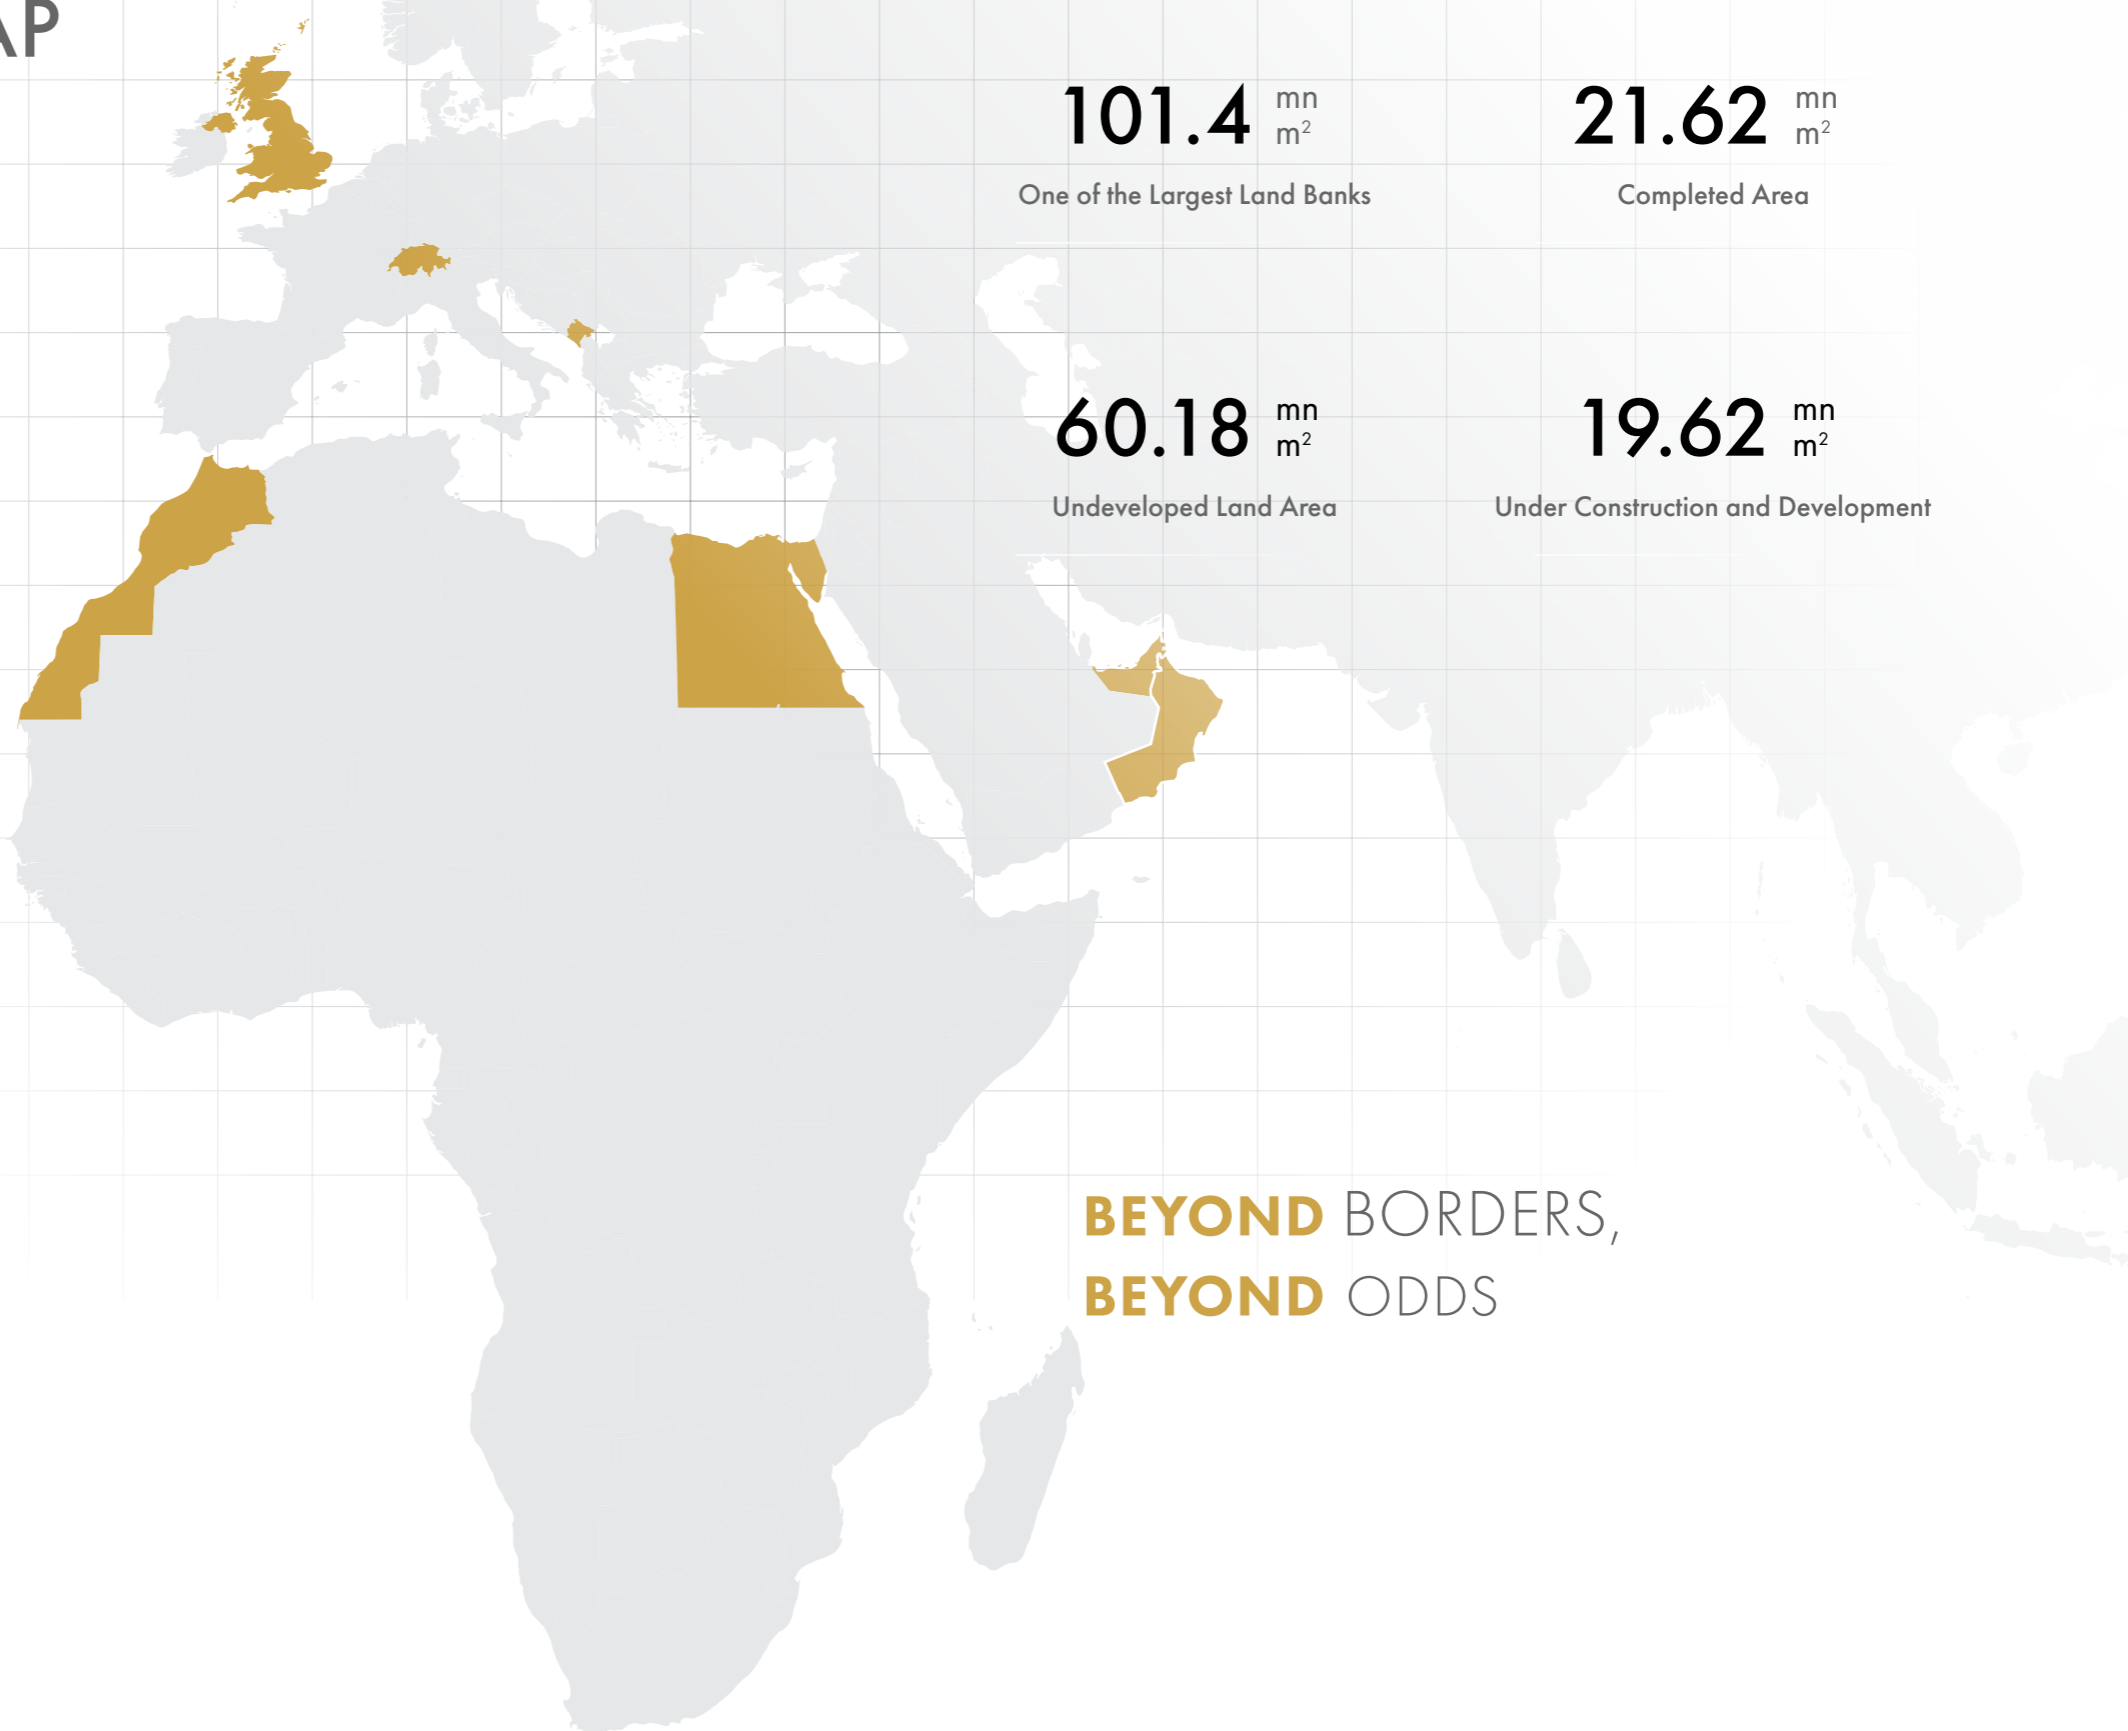 AP
101.4 mn m²
One of the Largest Land Banks
21.62 mn m²
Completed Area
60.18 mn m²
Undeveloped Land Area
19.62 mn m²
Under Construction and Development
BEYOND BORDERS,
BEYOND ODDS